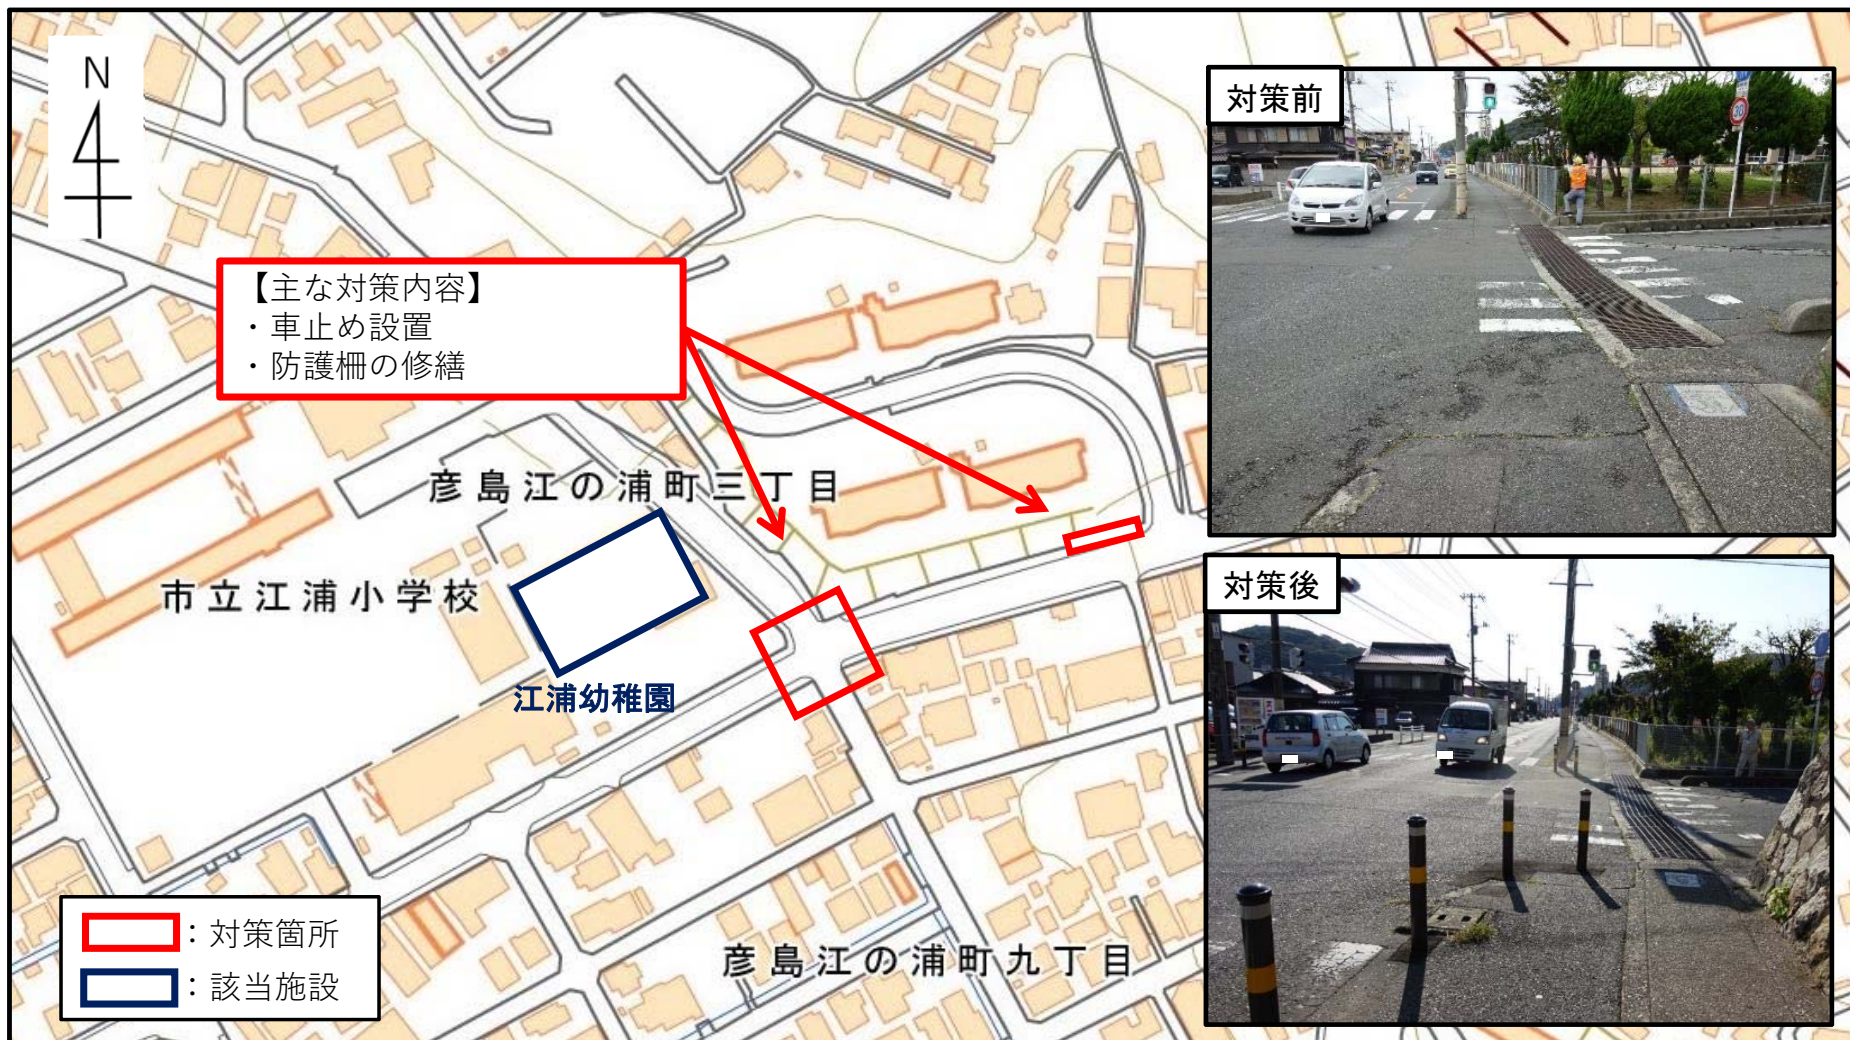 N
【主な対策内容】
・車止め設置
・防護柵の修繕
対策前
30
彦島江の浦町三丁目
市立江浦小学校
江浦幼稚園
対策後
彦島江の浦町九丁目
：対策箇所
：該当施設